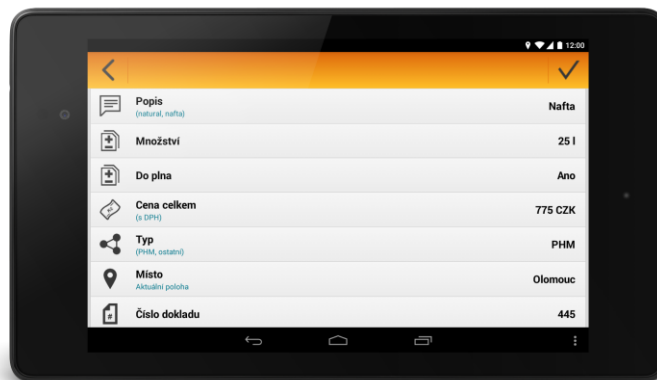 12:00
Popis
(natural, nafta)
Nafta
Množství
25 l
Do plna
Ano
Cena celkem
(s DPH)
775 CZK
Typ
(PHM, ostatní)
PHM
Místo
Aktuální poloha
Olomouc
#
Číslo dokladu
445